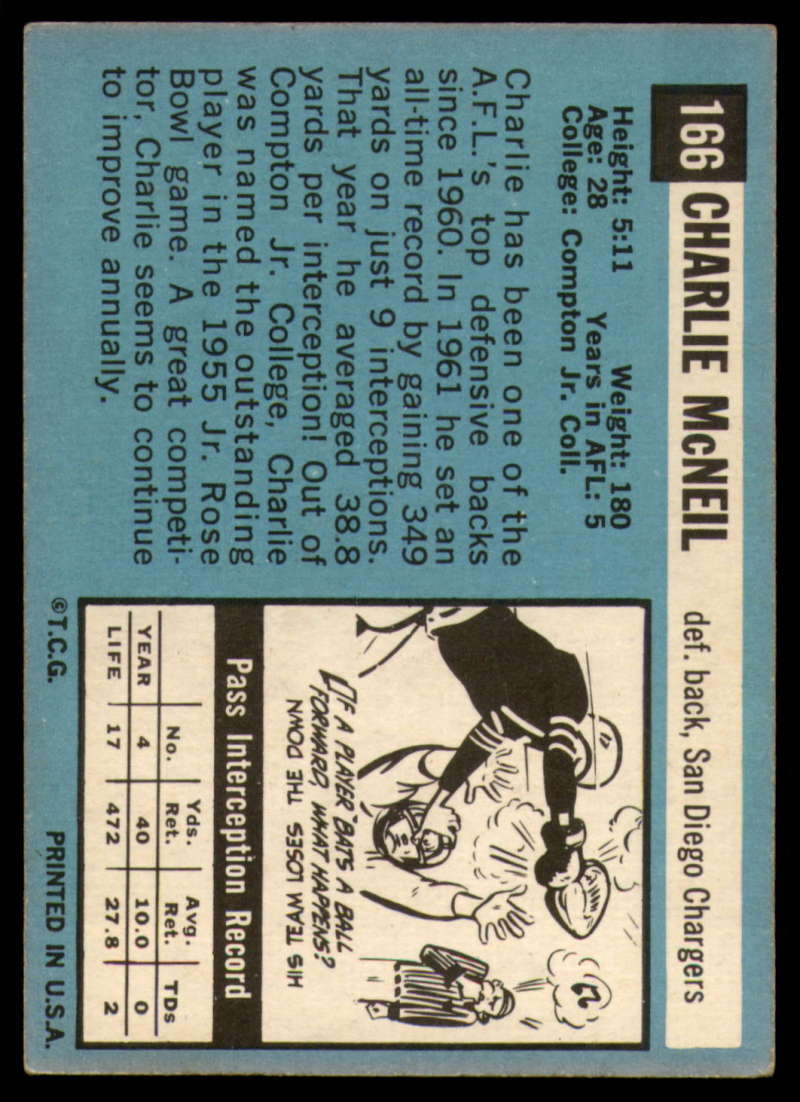 166 CHARLIE McNEIL def. back, San Diego Chargers
Height: 5:11 Weight: 180
Age: 28 Years in AFL: 5
College: Compton Jr. Coll.
Charlie has been one of the
A.F.L.'s top defensive backs
since 1960. In 1961 he set an
all-time record by gaining 349
yards on just 9 interceptions.
That year he averaged 38.8
yards per interception! Out of
Compton Jr. College, Charlie
was named the outstanding
player in the 1955 Jr. Rose
Bowl game. A great competi-
tor, Charlie seems to continue
to improve annually.
IF A PLAYER "BATS A BALL
FORWARD, WHAT HAPPENS?
HIS TEAM LOSES THE DOWN
Pass Interception Record
No. Yds. Ret. Avg. Ret. TDs
YEAR 4 40 10.0 0
LIFE 17 472 27.8 2
©T.C.G. PRINTED IN U.S.A.